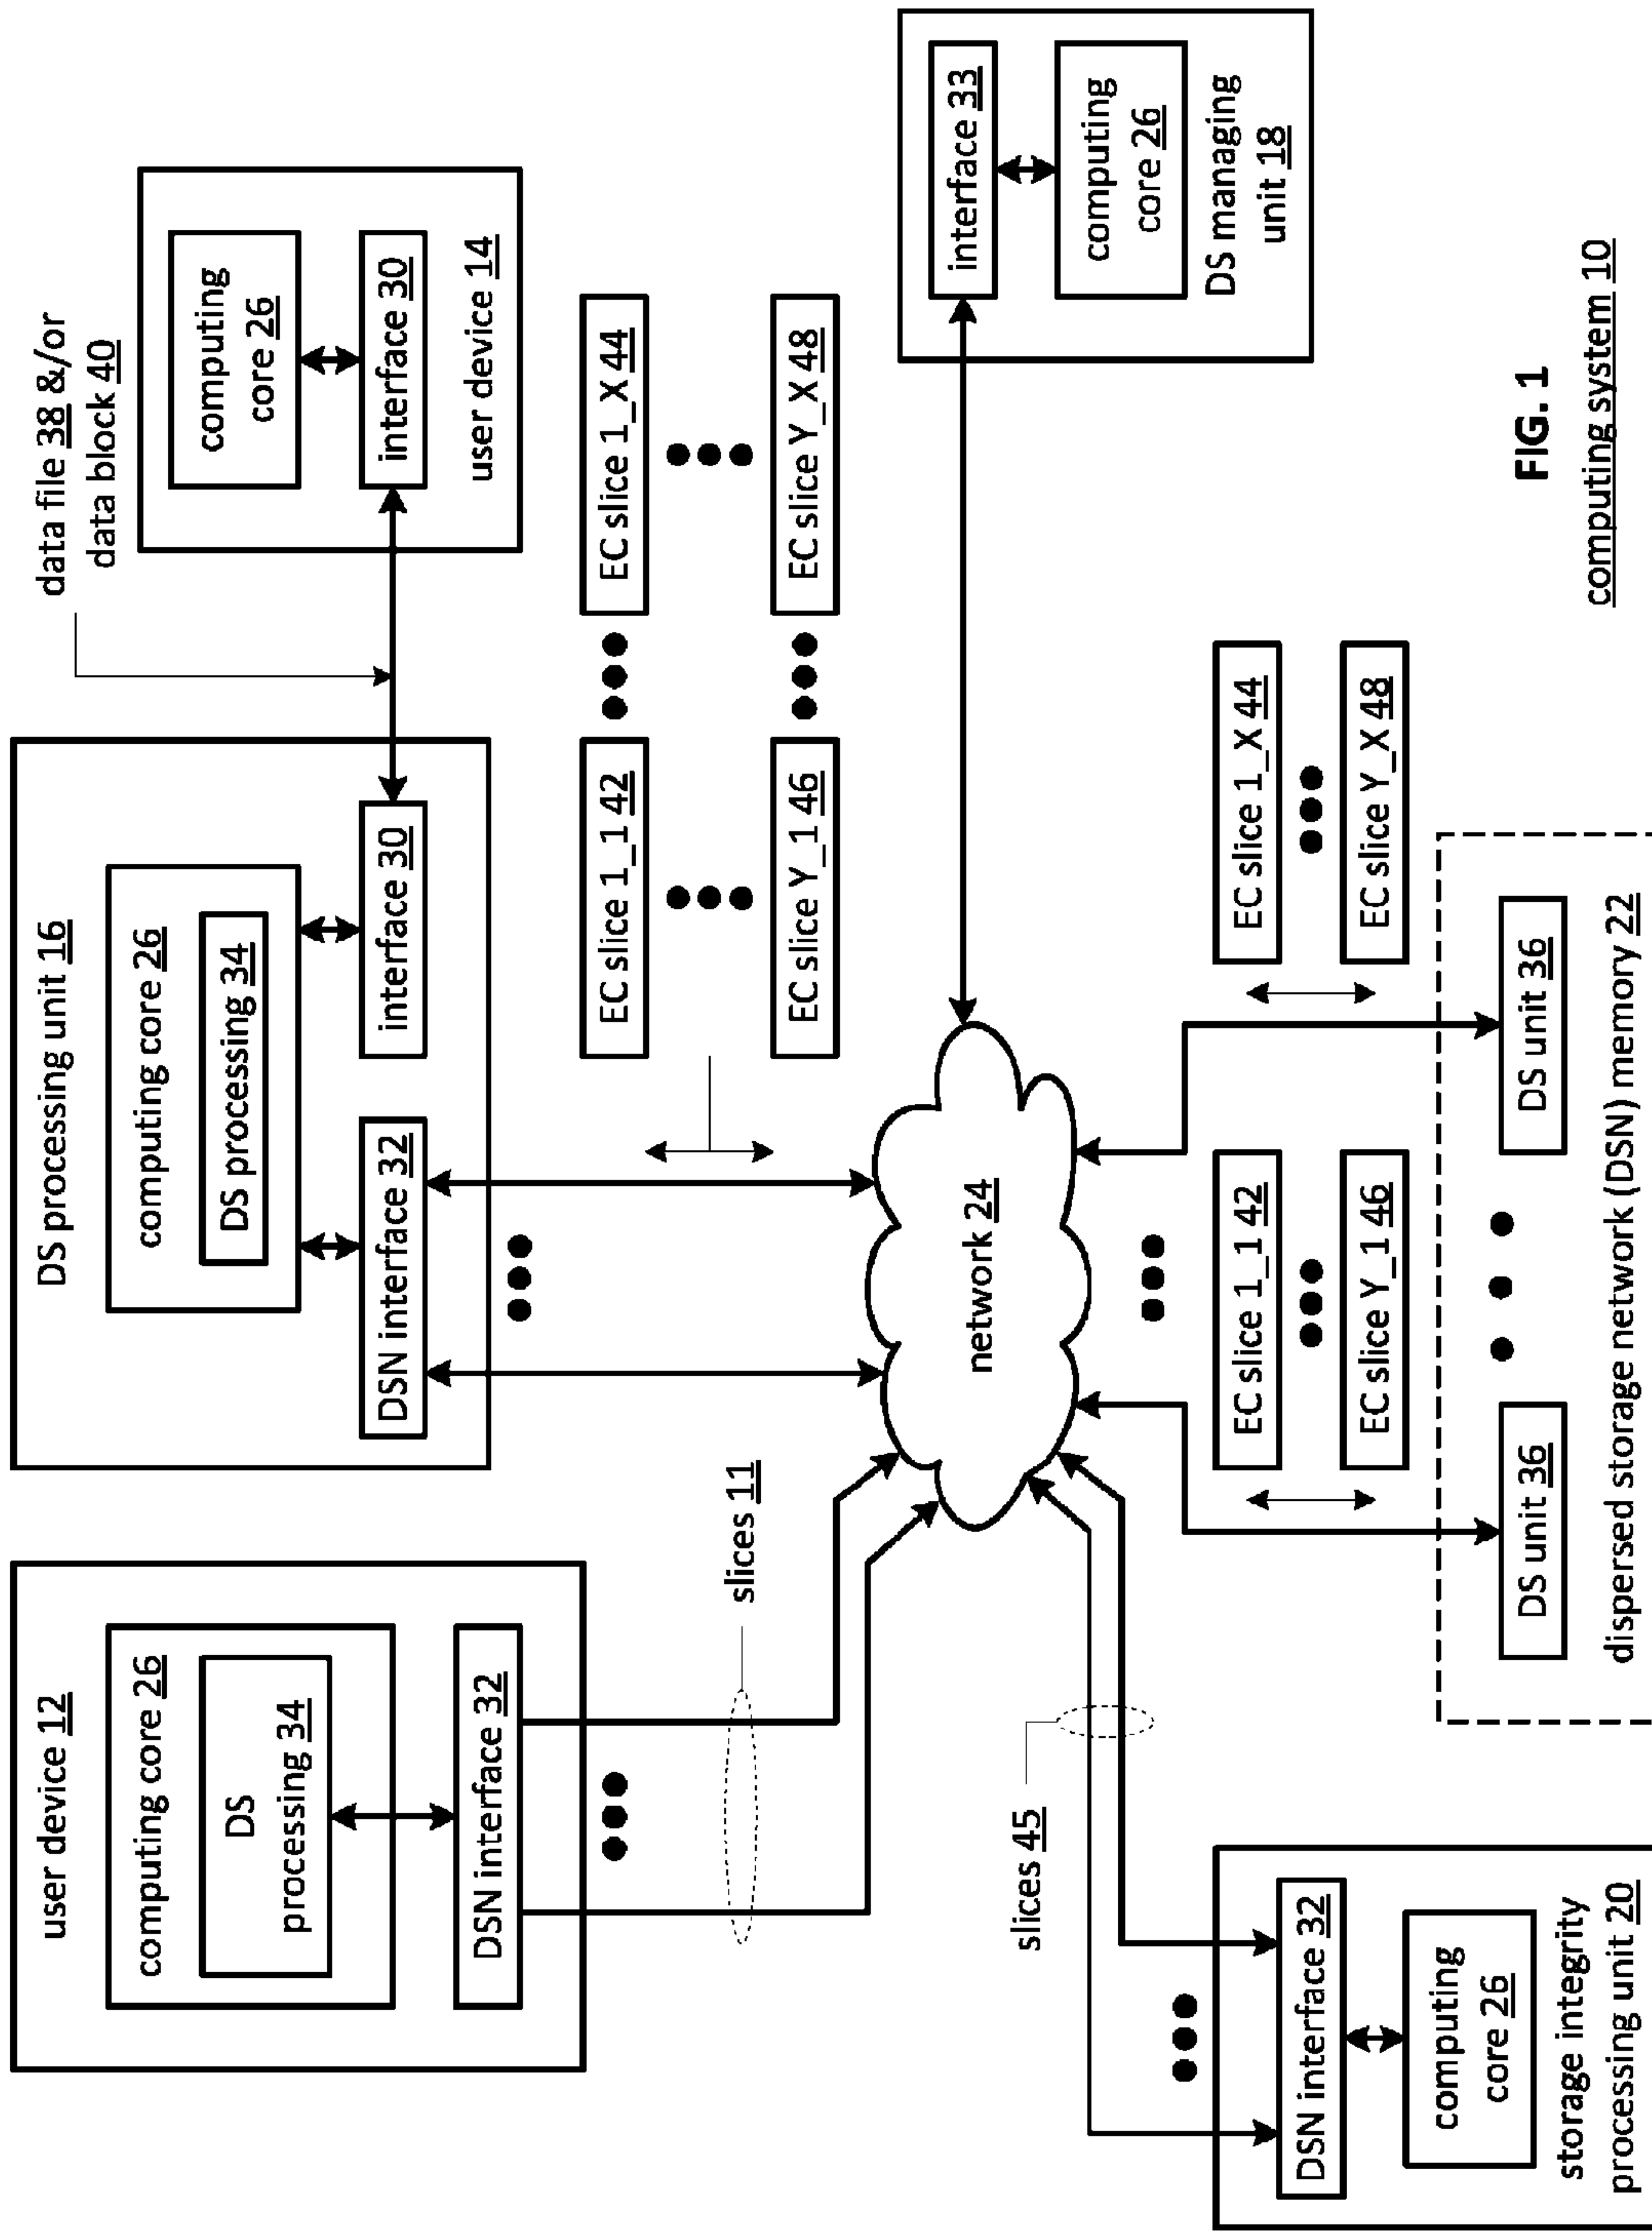 user device 12
computing core 26
DS
processing 34
DSN interface 32
slices 11
DS processing unit 16
computing core 26
DS processing 34
DSN interface 32
interface 30
data file 38 &/or
data block 40
computing
core 26
interface 30
user device 14
EC slice 1_1 42
EC slice 1_X 44
EC slice Y_1 46
EC slice Y_X 48
network 24
interface 33
computing
core 26
DS managing
unit 18
slices 45
DSN interface 32
computing
core 26
storage integrity
processing unit 20
EC slice 1_1 42
EC slice Y_1 46
EC slice 1_X 44
EC slice Y_X 48
DS unit 36
DS unit 36
dispersed storage network (DSN) memory 22
FIG. 1
computing system 10